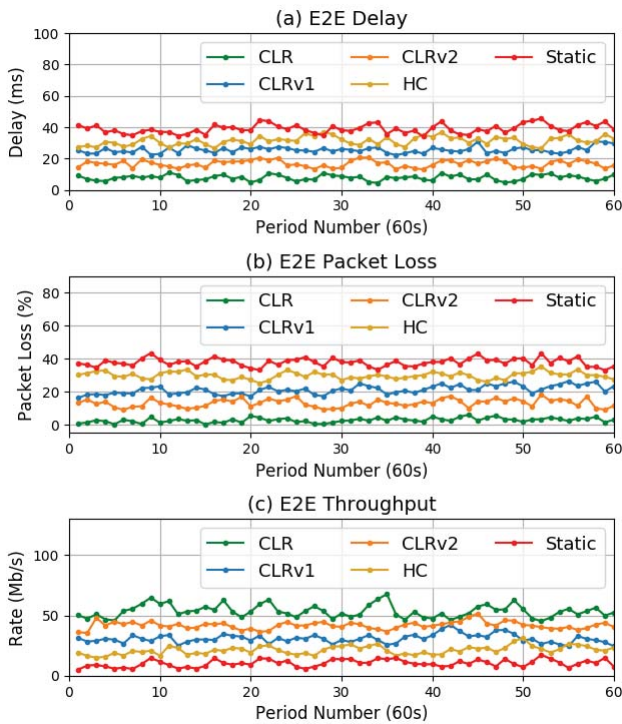 (a) E2E Delay
100
80
60
40
20
0
Delay (ms)
CLR CLRv2 Static
CLRv1 HC
0 10 20 30 40 50 60
Period Number (60s)
(b) E2E Packet Loss
80
60
40
20
0
Packet Loss (%)
CLR CLRv2 Static
CLRv1 HC
0 10 20 30 40 50 60
Period Number (60s)
(c) E2E Throughput
100
50
0
Rate (Mb/s)
CLR CLRv2 Static
CLRv1 HC
0 10 20 30 40 50 60
Period Number (60s)